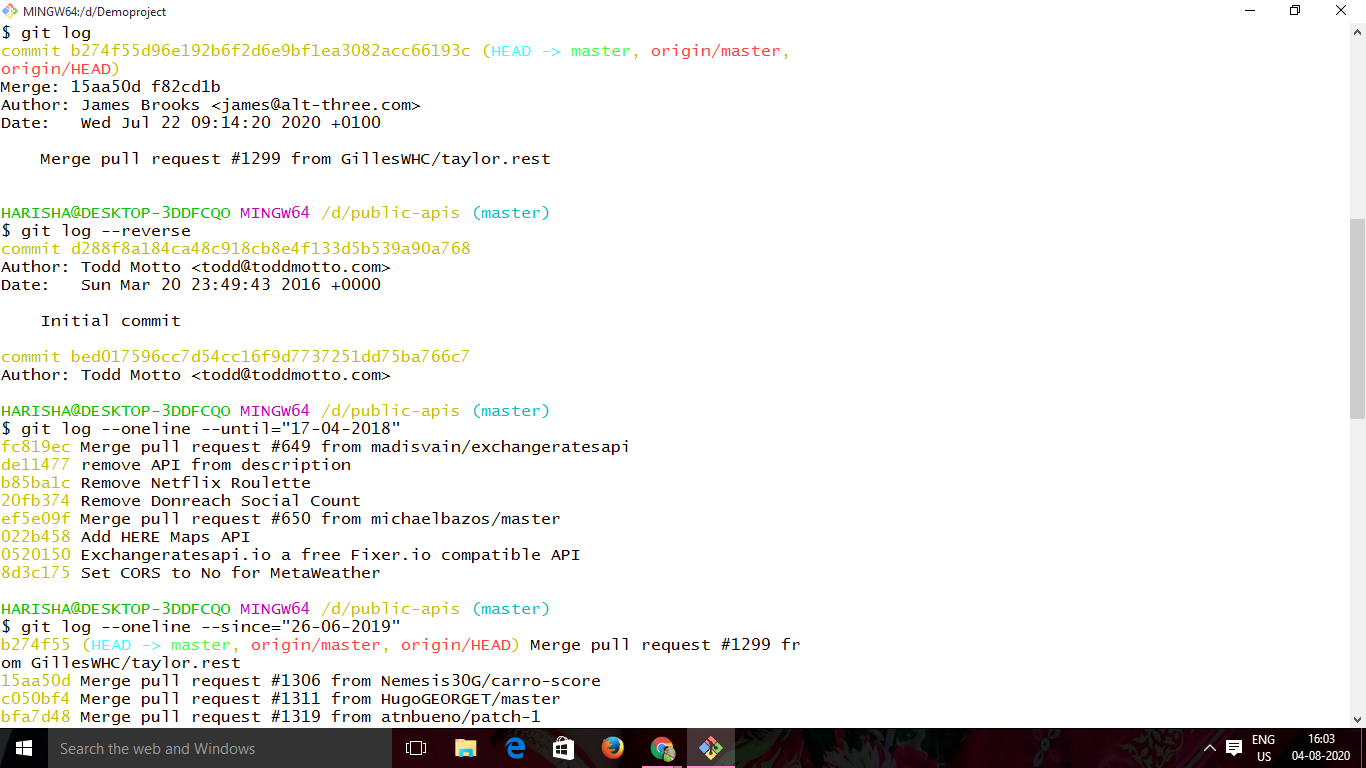 MINGW64:/d/Demoproject
$ git log
commit b274f55d96e192b6f2d6e9bf1ea3082acc66193c (HEAD -> master, origin/master,
origin/HEAD)
Merge: 15aa50d f82cd1b
Author: James Brooks <james@alt-three.com>
Date:   Wed Jul 22 09:14:20 2020 +0100
    Merge pull request #1299 from GillesWHC/taylor.rest
HARISHA@DESKTOP-3DDFCQO MINGW64 /d/public-apis (master)
$ git log --reverse
commit d288f8a184ca48c918cb8e4f133d5b539a90a768
Author: Todd Motto <todd@toddmotto.com>
Date:   Sun Mar 20 23:49:43 2016 +0000
    Initial commit
commit bed017596cc7d54cc16f9d7737251dd75ba766c7
Author: Todd Motto <todd@toddmotto.com>
HARISHA@DESKTOP-3DDFCQO MINGW64 /d/public-apis (master)
$ git log --oneline --until="17-04-2018"
fc819ec Merge pull request #649 from madisvain/exchangeratesapi
de11477 remove API from description
b85ba1c Remove Netflix Roulette
20fb374 Remove Donreach Social Count
ef5e09f Merge pull request #650 from michaelbazos/master
022b458 Add HERE Maps API
0520150 Exchangeratesapi.io a free Fixer.io compatible API
8d3c175 Set CORS to No for MetaWeather
HARISHA@DESKTOP-3DDFCQO MINGW64 /d/public-apis (master)
$ git log --oneline --since="26-06-2019"
b274f55 (HEAD -> master, origin/master, origin/HEAD) Merge pull request #1299 fr
om GillesWHC/taylor.rest
15aa50d Merge pull request #1306 from Nemesis30G/carro-score
c050bf4 Merge pull request #1311 from HugoGEORGET/master
bfa7d48 Merge pull request #1319 from atnbueno/patch-1
Search the web and Windows
ENG
US
16:03
04-08-2020